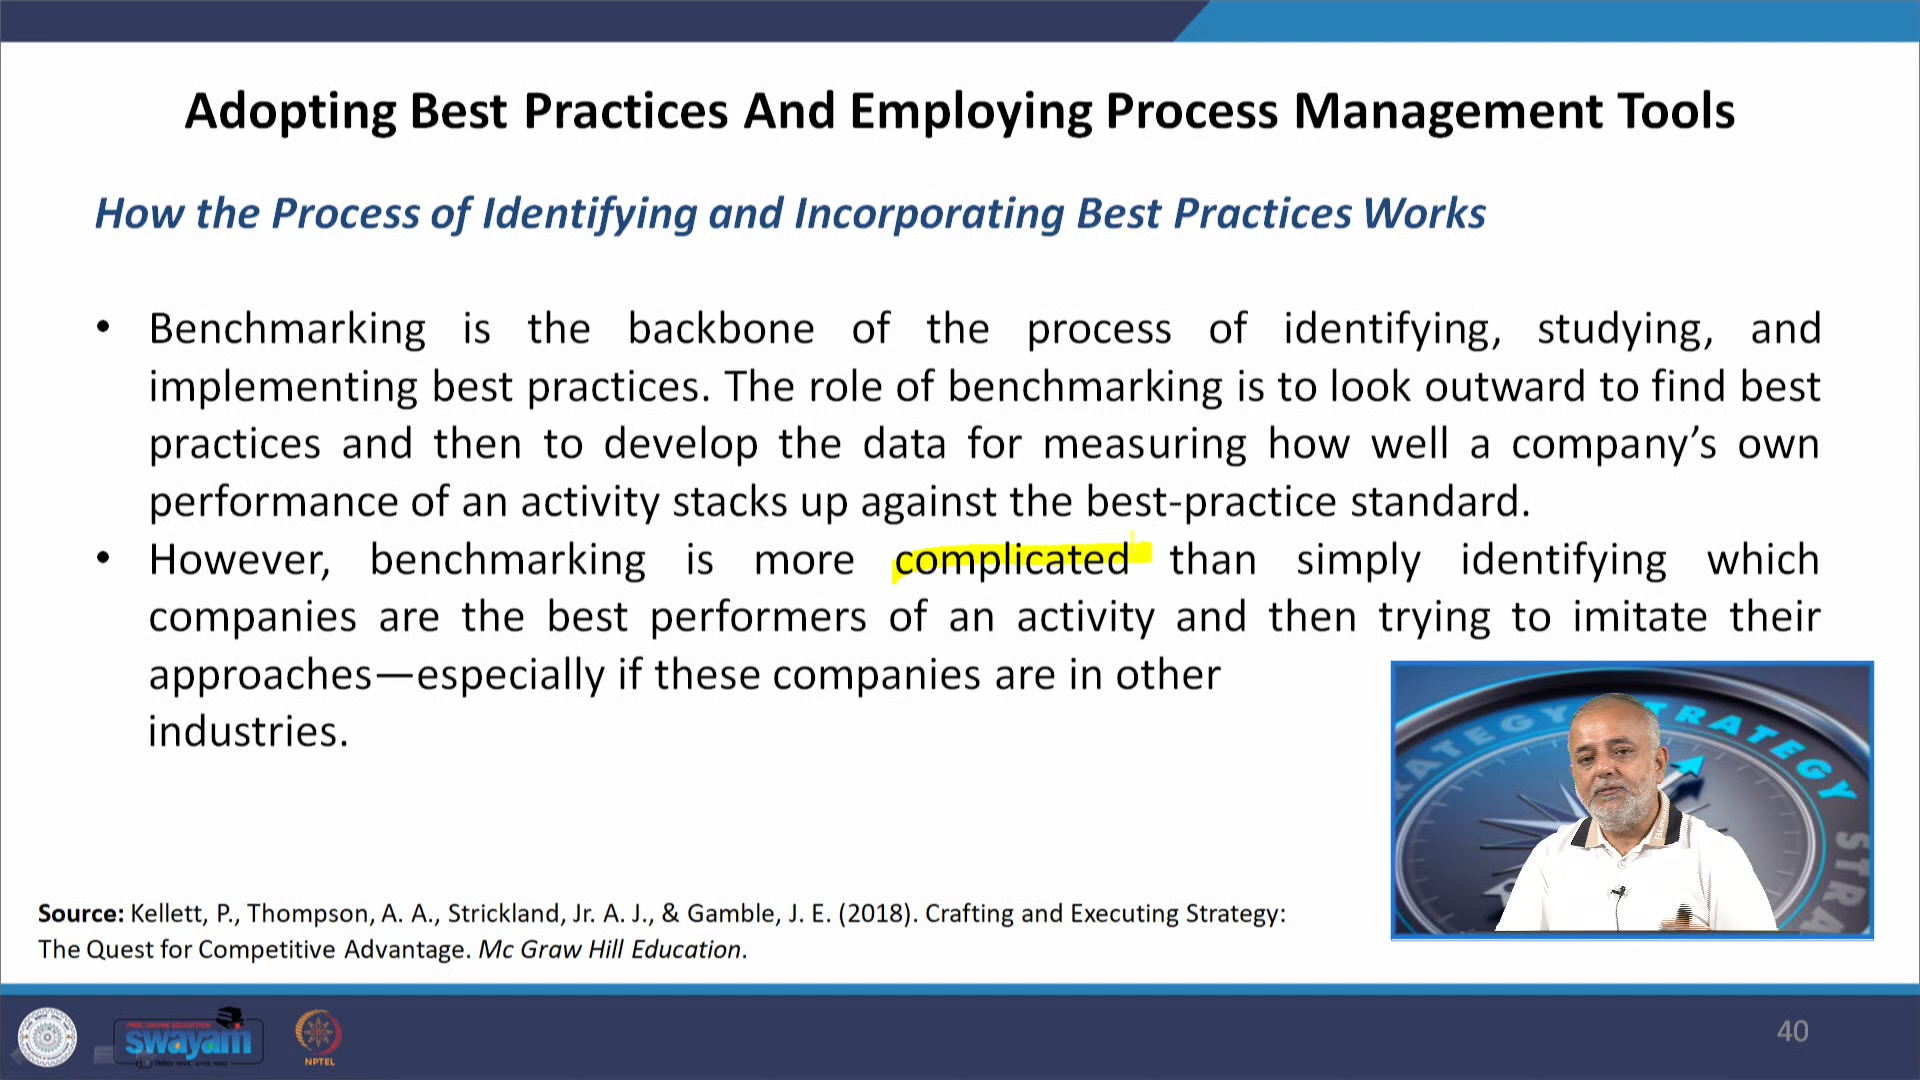 Adopting Best Practices And Employing Process Management Tools
How the Process of Identifying and Incorporating Best Practices Works
• Benchmarking is the backbone of the process of identifying, studying, and
implementing best practices. The role of benchmarking is to look outward to find best
practices and then to develop the data for measuring how well a company’s own
performance of an activity stacks up against the best-practice standard.
• However, benchmarking is more complicated than simply identifying which
companies are the best performers of an activity and then trying to imitate their
approaches—especially if these companies are in other
industries.
STRATEGY STRATEGY
STRA
Source: Kellett, P., Thompson, A. A., Strickland, Jr. A. J., & Gamble, J. E. (2018). Crafting and Executing Strategy:
The Quest for Competitive Advantage. Mc Graw Hill Education.
FREE ONLINE EDUCATION
swayam
NPTEL
40